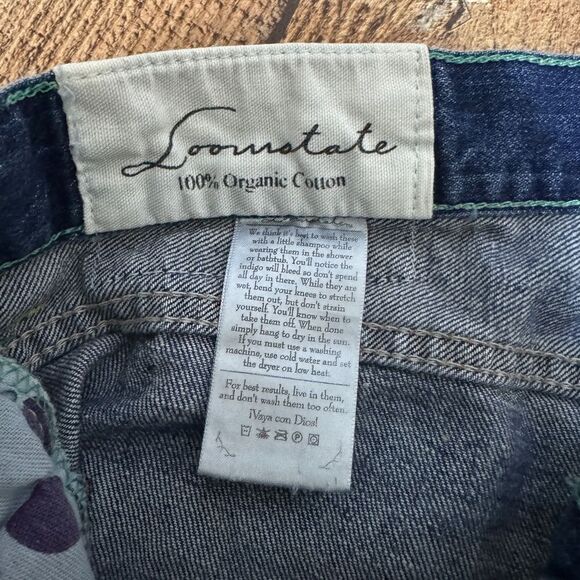 Loomstate
100% Organic Cotton
We think it's best to wash these
with a little shampoo while
wearing them in the shower
or bathtub. You'll notice the
indigo will bleed so don't spend
all day in there. While they are
wet, bend your knees to stretch
them out, but don't strain
yourself. You'll know when to
take them off. When done
simply hang to dry in the sun.
If you must use a washing
machine, use cold water and set
the dryer on low heat.
For best results, live in them,
and don't wash them too often.
¡Vaya con Dios!